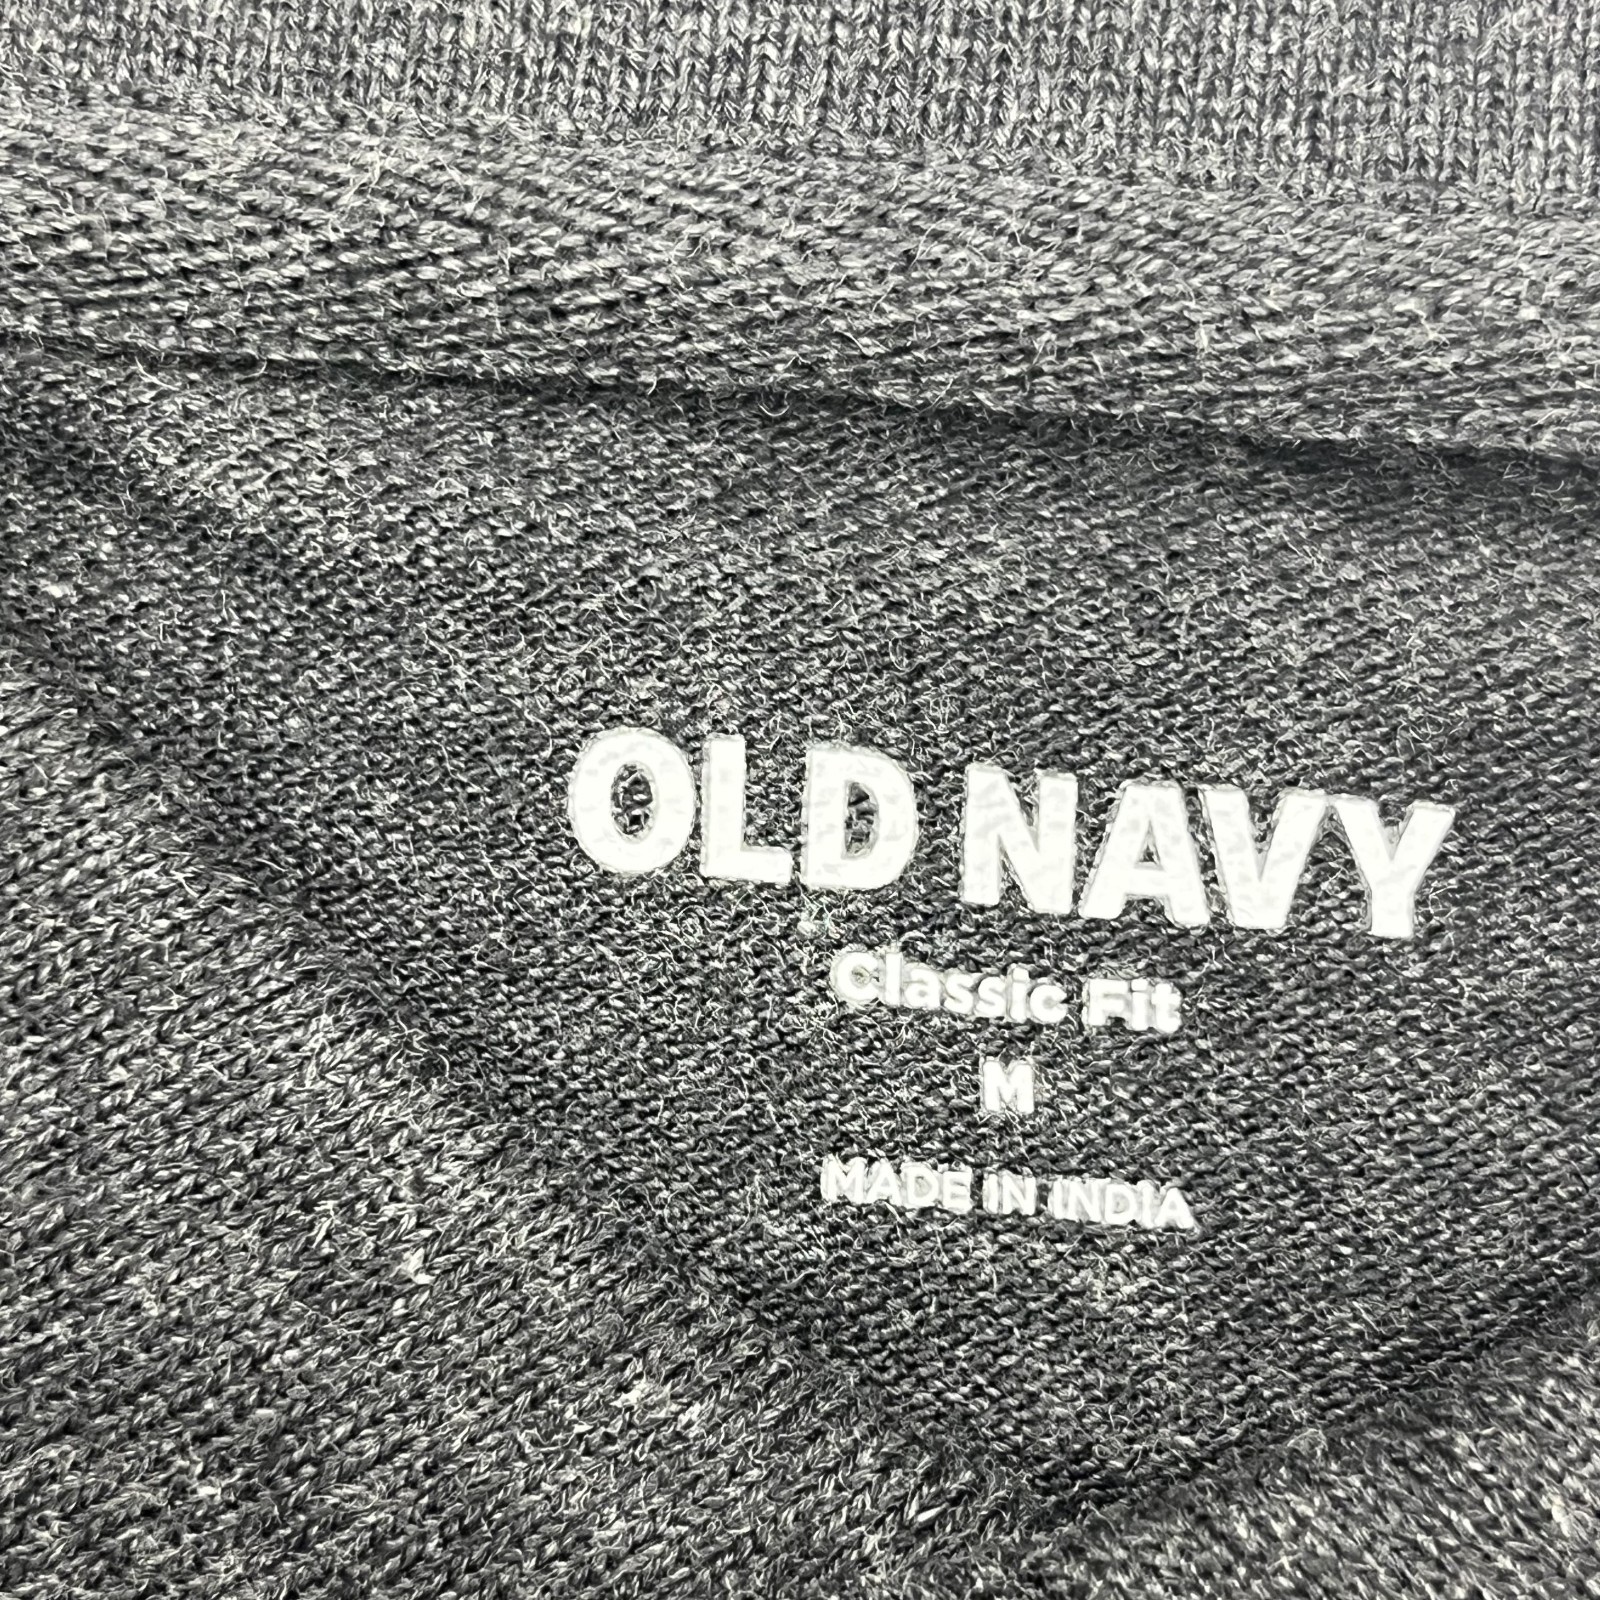 OLD NAVY
Classic Fit
M
MADE IN INDIA